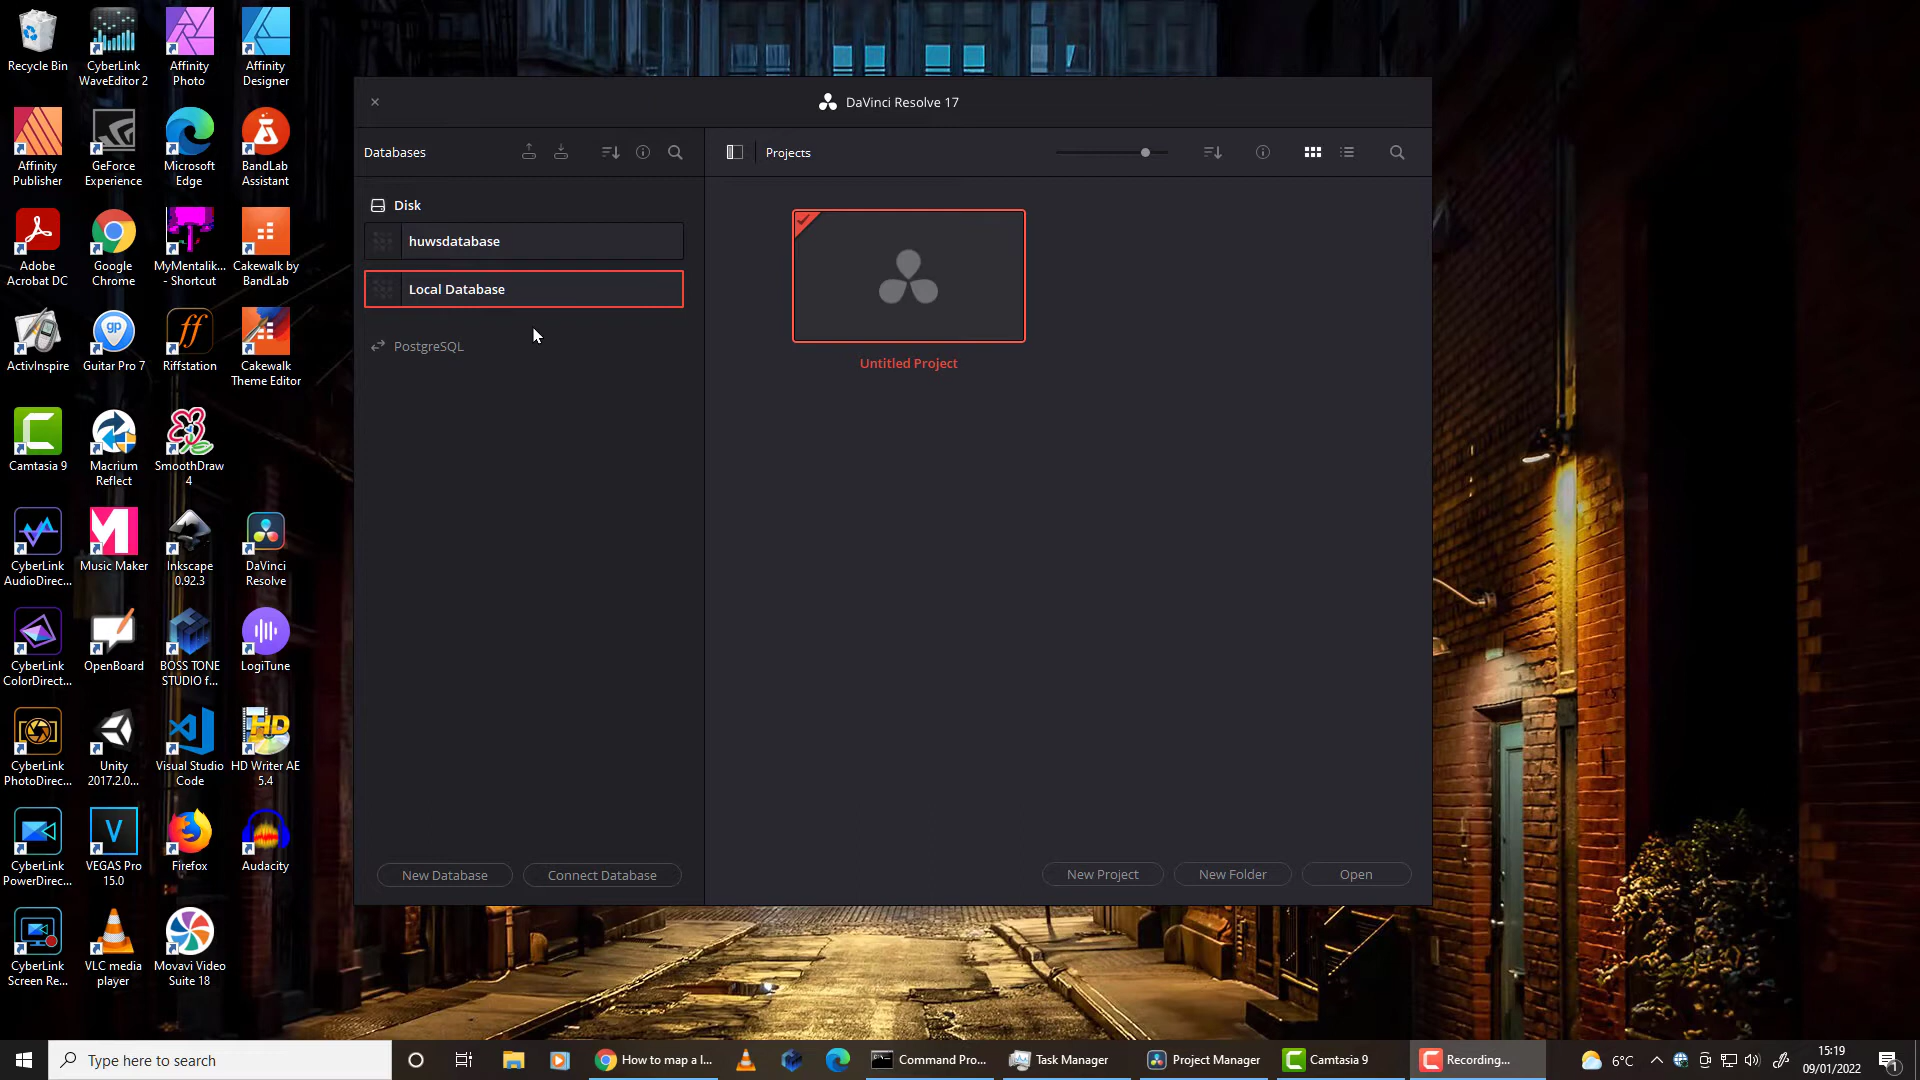 Recycle Bin
CyberLink
WaveEditor 2
Affinity
Photo
Affinity
Designer
Affinity
Publisher
GeForce
Experience
Microsoft
Edge
BandLab
Assistant
Adobe
Acrobat DC
Google
Chrome
MyMentalik...
- Shortcut
Cakewalk by
BandLab
ActivInspire
Guitar Pro 7
Riffstation
Cakewalk
Theme Editor
Camtasia 9
Macrium
Reflect
SmoothDraw
4
CyberLink
AudioDirec...
Music Maker
Inkscape
0.92.3
DaVinci
Resolve
CyberLink
ColorDirect...
OpenBoard
BOSS TONE
STUDIO f...
LogiTune
CyberLink
PhotoDirec...
Unity
2017.2.0...
Visual Studio
Code
HD Writer AE
5.4
CyberLink
PowerDirec...
VEGAS Pro
15.0
Firefox
Audacity
CyberLink
Screen Re...
VLC media
player
Movavi Video
Suite 18
DaVinci Resolve 17
Databases
Projects
Disk
huwsdatabase
Local Database
PostgreSQL
Untitled Project
New Database
Connect Database
New Project
New Folder
Open
Type here to search
How to map a l...
Command Pro...
Task Manager
Project Manager
Camtasia 9
Recording...
6°C
15:19
09/01/2022
1
gp
fff
HD
V